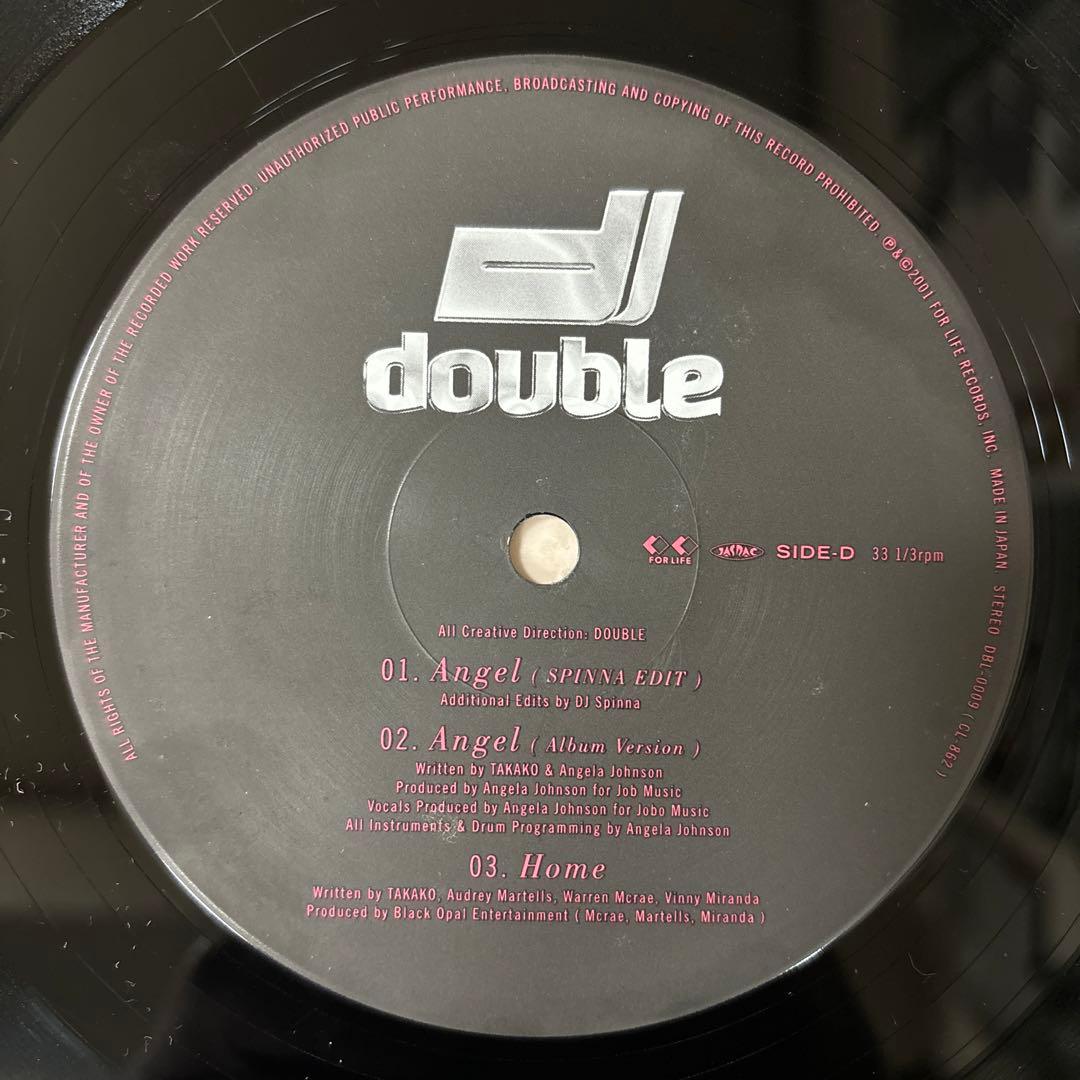 ALL RIGHTS OF THE MANUFACTURER AND OF THE OWNER OF THE RECORDED WORK RESERVED. UNAUTHORIZED PUBLIC PERFORMANCE, BROADCASTING AND COPYING OF THIS RECORD PROHIBITED. ℗&©2001 FOR LIFE RECORDS, INC. MADE IN JAPAN. STEREO DBL-0009 ( CL-862 )
d
double
FOR LIFE JASRAC SIDE-D 33 1/3rpm
All Creative Direction: DOUBLE
01. Angel ( SPINNA EDIT )
Additional Edits by DJ Spinna
02. Angel ( Album Version )
Written by TAKAKO & Angela Johnson
Produced by Angela Johnson for Job Music
Vocals Produced by Angela Johnson for Jobo Music
All Instruments & Drum Programming by Angela Johnson
03. Home
Written by TAKAKO, Audrey Martells, Warren Mcrae, Vinny Miranda
Produced by Black Opal Entertainment ( Mcrae, Martells, Miranda )